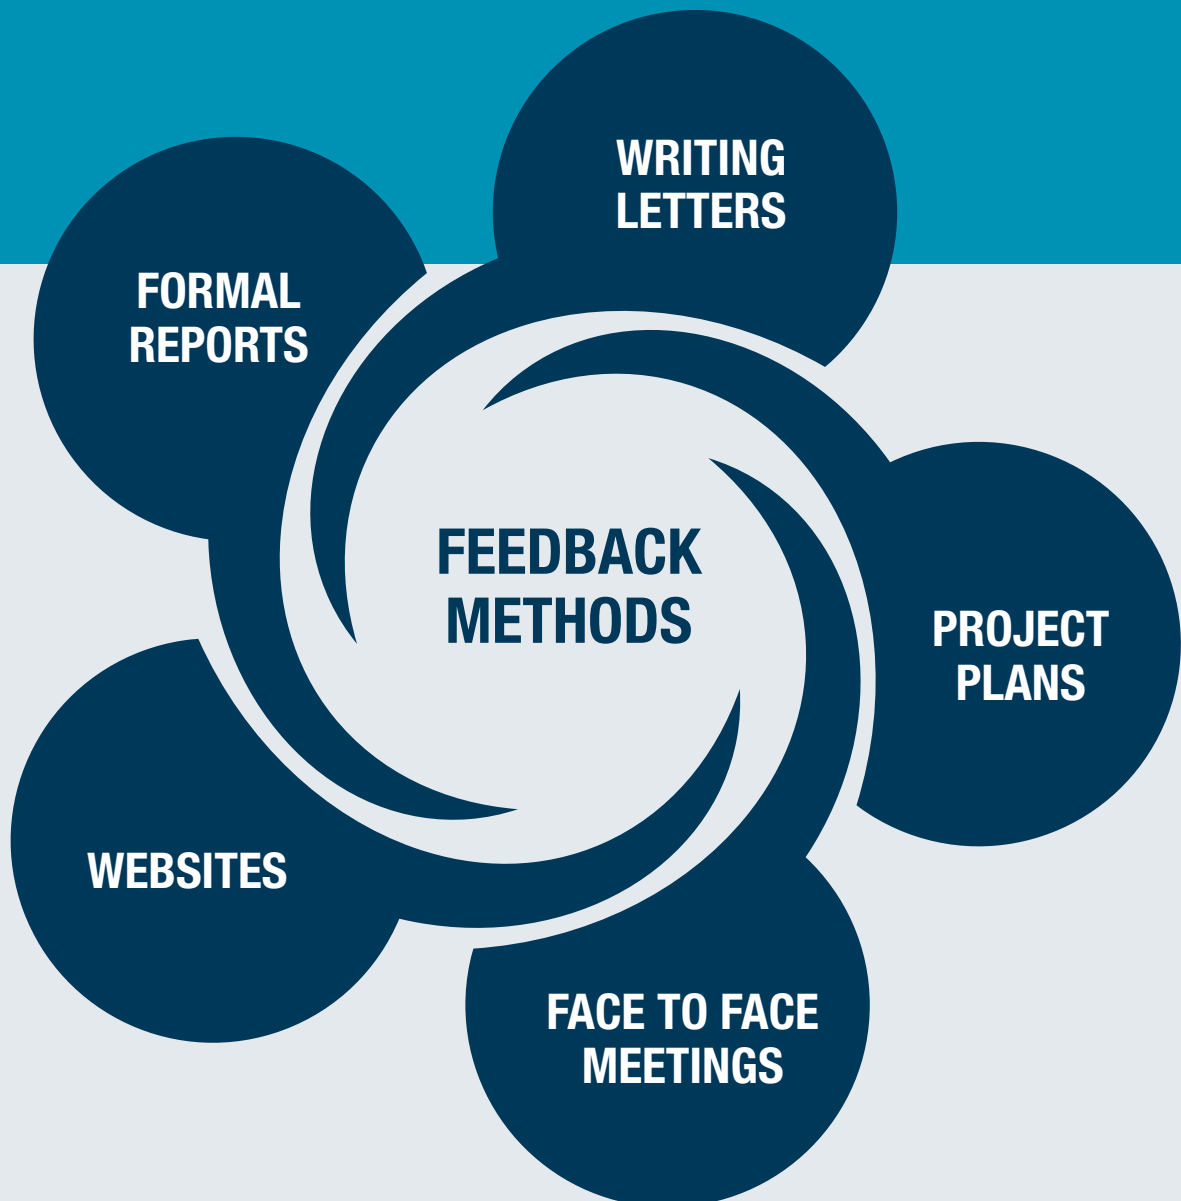 WRITING
LETTERS
FORMAL
REPORTS
FEEDBACK
METHODS
PROJECT
PLANS
WEBSITES
FACE TO FACE
MEETINGS